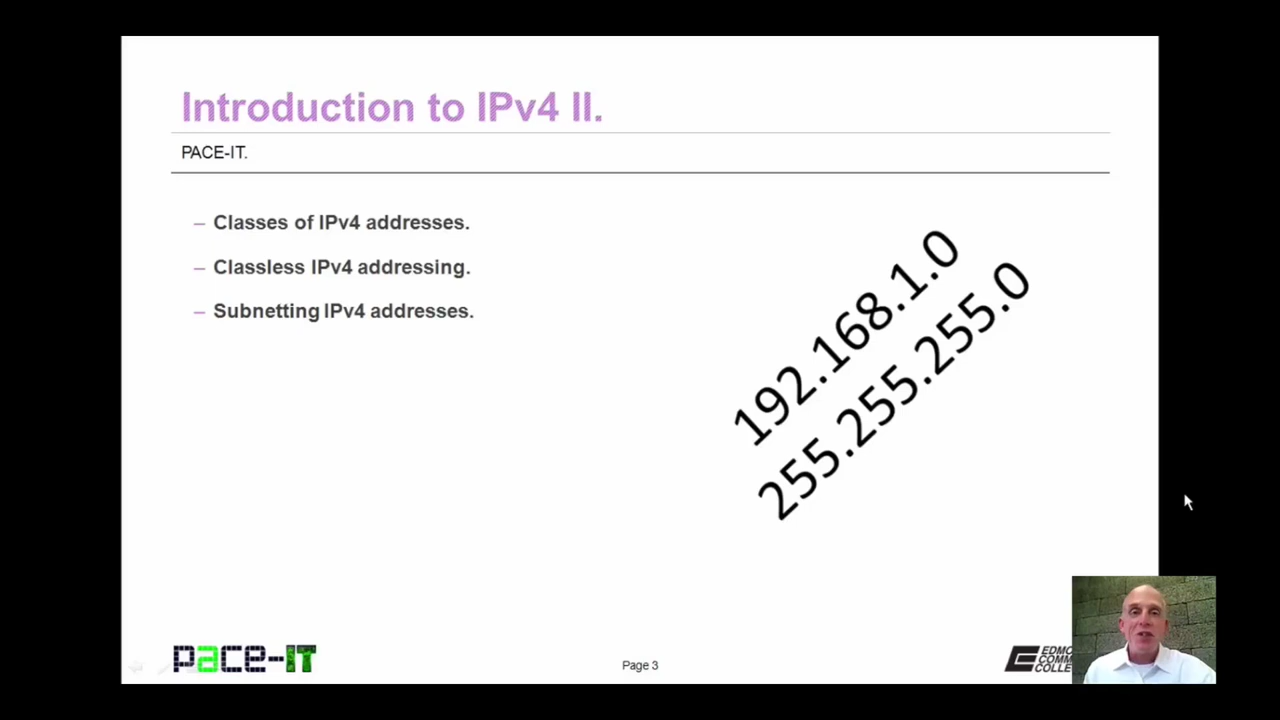 Introduction to IPv4 II.
PACE-IT.
– Classes of IPv4 addresses.
– Classless IPv4 addressing.
– Subnetting IPv4 addresses.
192.168.1.0
255.255.255.0
pace-IT
Page 3